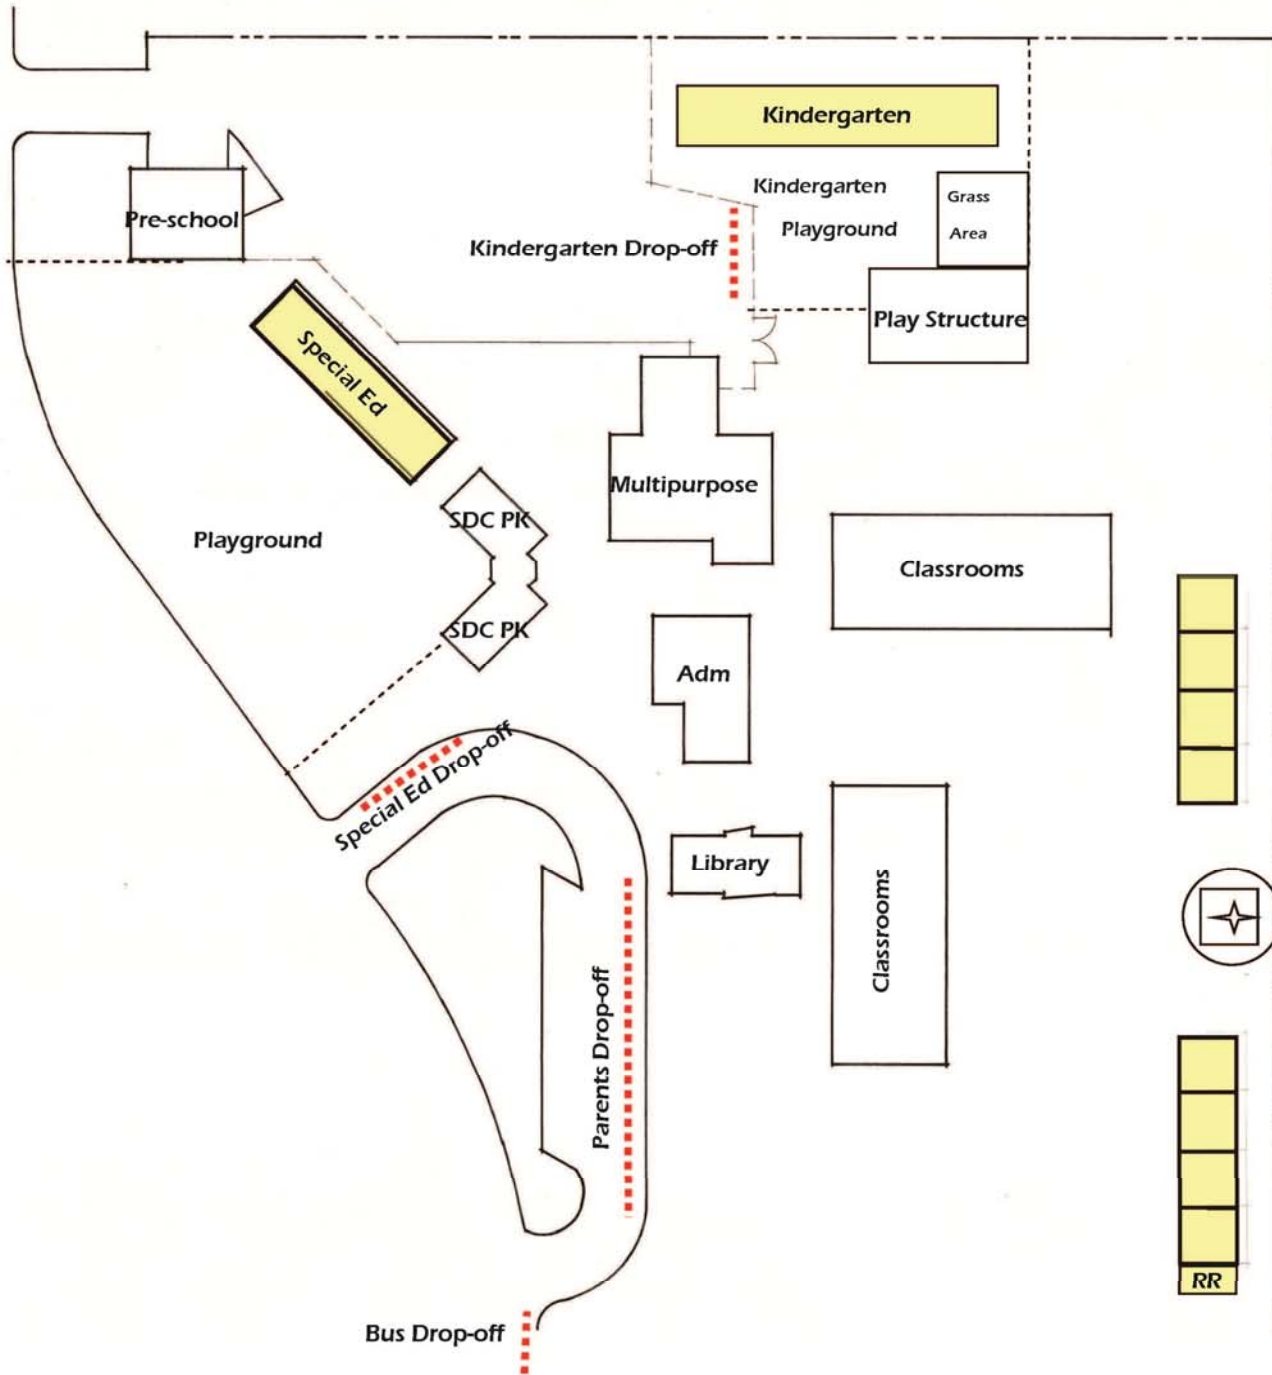 Kindergarten
Kindergarten
Playground
Grass
Area
Pre-school
Kindergarten Drop-off
Play Structure
Special Ed
Multipurpose
SDC PK
Playground
Classrooms
SDC PK
Adm
Special Ed Drop-off
Library
Classrooms
Parents Drop-off
RR
Bus Drop-off